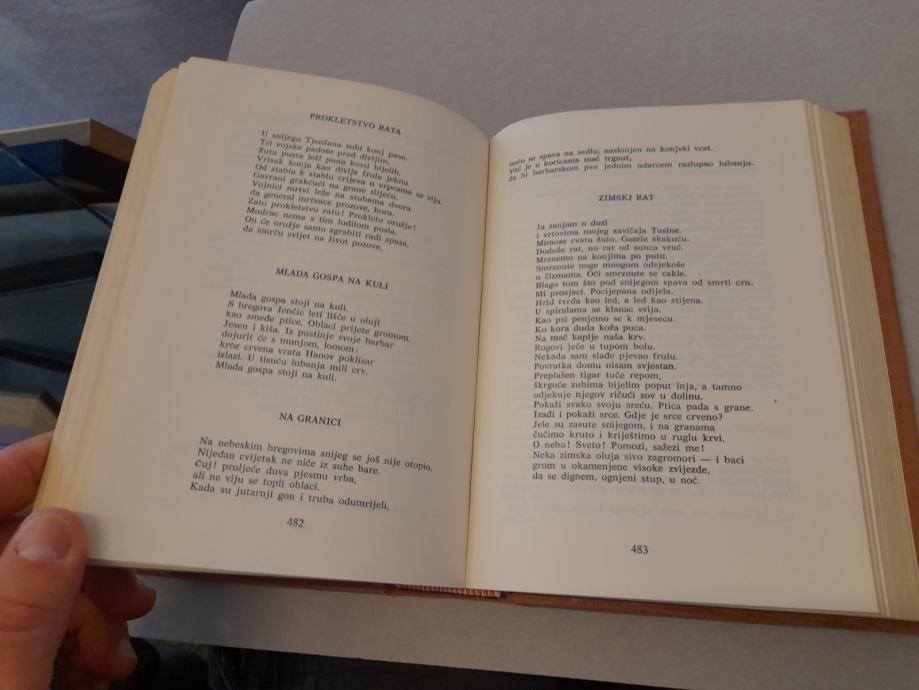 PROKLETSTVO RATA
U snijegu Tjenšana suhi konj pase.
Tri vojske padoše pred divljim.
Žuta pusta leži puna kosti bijelih.
Vrisak konja kao divlja frula jeknu.
Od stabla k stablu crijeva u vrpcama se viju.
Gavrani grakćući na grane slijeću.
Vojnici mrtvi leže na stubama dvora
da general mrtvace prozove, hora.
Zato prokletstvo ratu! Prokleto oružje!
Mudrac nema s tim ludilom posla.
On će oružje samo zgrabiti radi spasa,
da smrću svijet na život pozove.
MLADA GOSPA NA KULI
Mlada gospa stoji na kuli.
S bregova Jenčic leti lišće u oluji
kao smeđe ptice. Oblaci prijete gromom.
Jesen i kiša. Iz pustinje svoje barbar
dojurit će s munjom, lomom:
kroz crvena vrata Hanov poklisar
izlazi. U tisuću lubanja mili crv.
Mlada gospa stoji na kuli.
NA GRANICI
Na nebeskim bregovima snijeg se još nije otopio.
Nijedan cvijetak ne niče iz suhe bare.
Čuj! proljeće duva pjesmu vrba,
ali ne viju se topli oblaci.
Kada su jutarnji gon i truba odumrijeli,
482
noću se spava na sedlu, naslonjen na konjski vrat.
Već je u koricama mač trgnut,
da bi barbarskom psu jednim udarcem razlupao lubanju.
ZIMSKI RAT
Ja sanjam o duzi
i vrtovima mojeg zavičaja Tusine.
Mimoze cvatu žuto. Gazele skakuću.
Doduše rat, no rat od sunca vruć.
Mrznemo na konjima po putu.
Smrznute noge mnogom odsjekoše
u čizmama. Oči smrznute se cakle.
Blago tom što pod snijegom spava od smrti crn.
Mi prosjaci. Pocijepana odijela.
Hrid tvrda kao led, a led kao stijena.
U spiralama se klanac svija.
Kao psi penjemo se k mjesecu.
Ko kora duda koža puca.
Na mač kaplje naša krv.
Rogovi ječe u tupom bolu.
Nekada sam slađe pjevao frulu.
Povratka domu nisam svjestan.
Preplašen tigar tuče repom,
škrguće zubima bijelim poput inja, a tamno
odjekuje njegov ričući zov u dolinu.
Pokaži svako svoju sreću. Ptica pada s grane.
Izađi i pokaži srce. Gdje je srce crveno?
Jele su zasute snijegom, i na granama
čučimo kruto i kriještimo u ruglu krvi.
O nebo! Sveto! Pomozi, sažezi me!
Neka zimska oluja sivo zagromori — i baci
grom u okamenjene visoke zvijezde,
da se dignem, ognjeni stup, u noć.
483